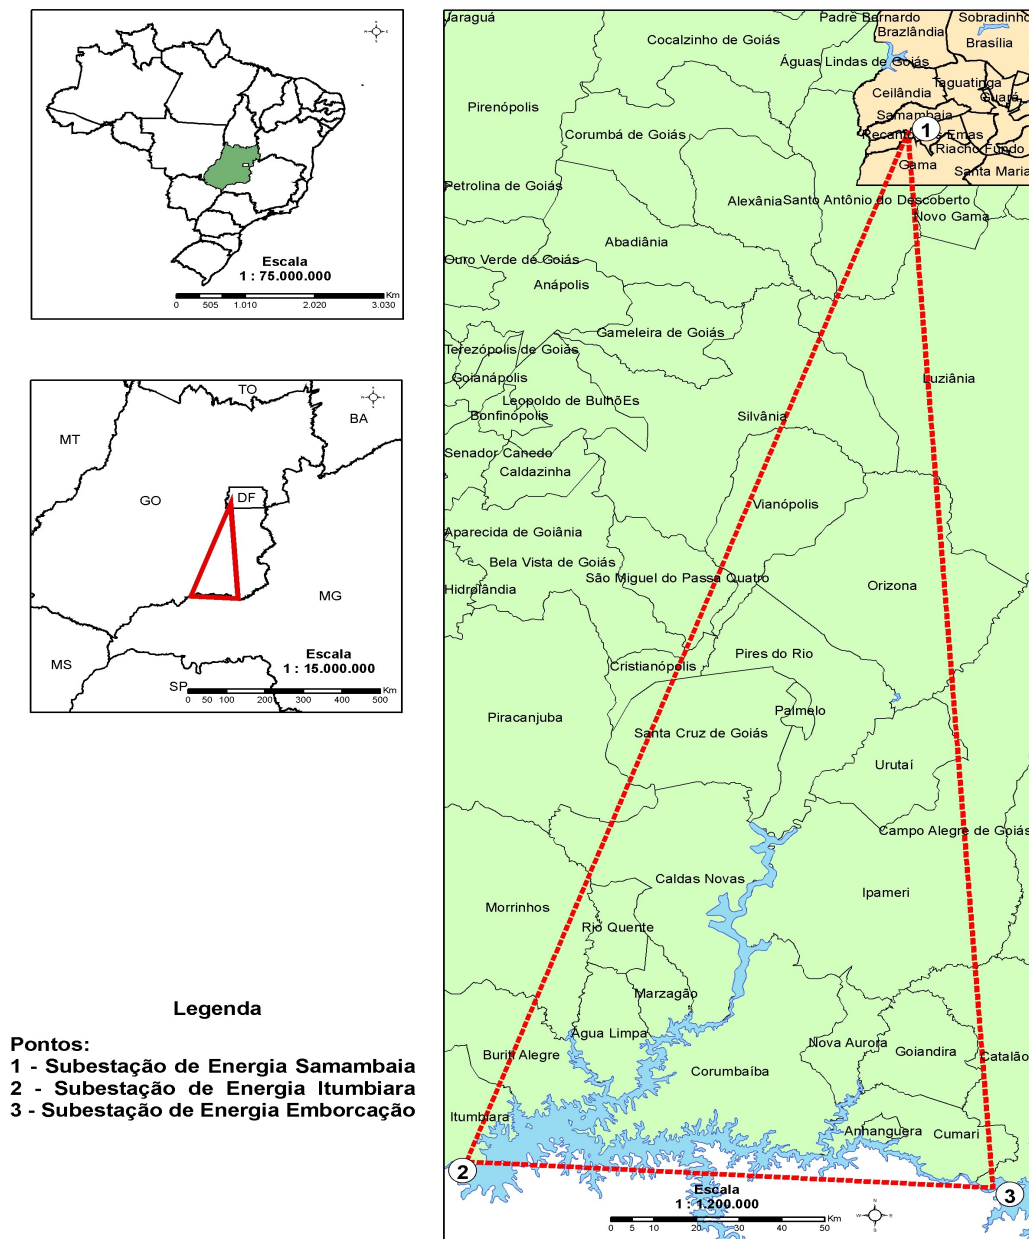 Escala
1 : 75.000.000
0 505 1.010 2.020 3.030 Km
TO
BA
MT
GO
DF
MG
MS
SP
Escala
1 : 15.000.000
0 50 100 200 300 400 500 Km
Legenda
Pontos:
1 - Subestação de Energia Samambaia
2 - Subestação de Energia Itumbiara
3 - Subestação de Energia Emborcação
Jaraguá
Padre Bernardo
Sobradinho
Brazlândia
Cocalzinho de Goiás
Brasília
Águas Lindas de Goiás
Taguatinga
Ceilândia
Guará
Pirenópolis
Samambaia
Corumbá de Goiás
1
Riacho Fundo
Gama
Santa Maria
Petrolina de Goiás
Alexânia
Santo Antônio do Descoberto
Novo Gama
Abadiânia
Ouro Verde de Goiás
Anápolis
Gameleira de Goiás
Terezópolis de Goiás
Goianápolis
Luziânia
Leopoldo de BulhõEs
Bonfinópolis
Silvânia
Senador Canedo
Caldazinha
Vianópolis
Aparecida de Goiânia
Bela Vista de Goiás
São Miguel do Passa Quatro
Hidrolândia
Orizona
Cristianópolis
Pires do Rio
Piracanjuba
Palmelo
Santa Cruz de Goiás
Urutaí
Campo Alegre de Goiás
Caldas Novas
Ipameri
Morrinhos
Rio Quente
Marzagão
Água Limpa
Nova Aurora
Buriti Alegre
Goiandira
Catalão
Corumbaíba
Itumbiara
Anhanguera
Cumari
2
3
Escala
1 : 1.200.000
0 5 10 20 30 40 50 Km